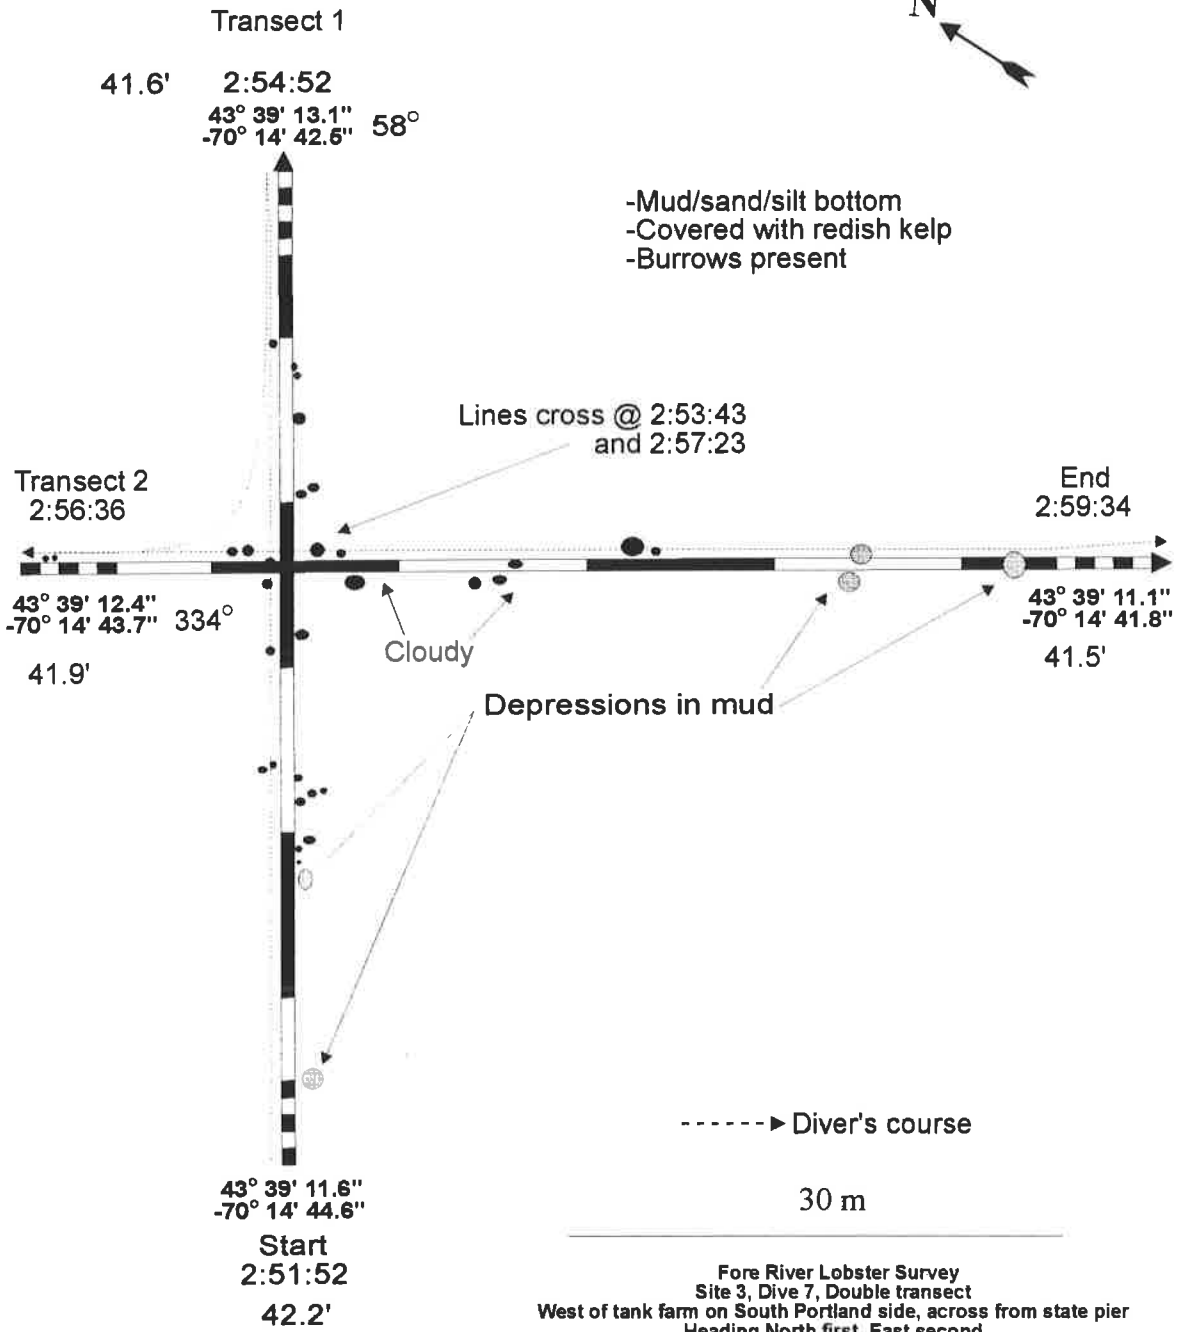 N
Transect 1
41.6' 2:54:52
43° 39' 13.1"
-70° 14' 42.6" 58°
-Mud/sand/silt bottom
-Covered with redish kelp
-Burrows present
Lines cross @ 2:53:43
and 2:57:23
Transect 2
2:56:36
End
2:59:34
43° 39' 12.4"
-70° 14' 43.7" 334°
41.9'
Cloudy
43° 39' 11.1"
-70° 14' 41.8"
41.5'
Depressions in mud
Diver's course
43° 39' 11.6"
-70° 14' 44.6"
Start
2:51:52
42.2'
30 m
Fore River Lobster Survey
Site 3, Dive 7, Double transect
West of tank farm on South Portland side, across from state pier
Heading North first, East second